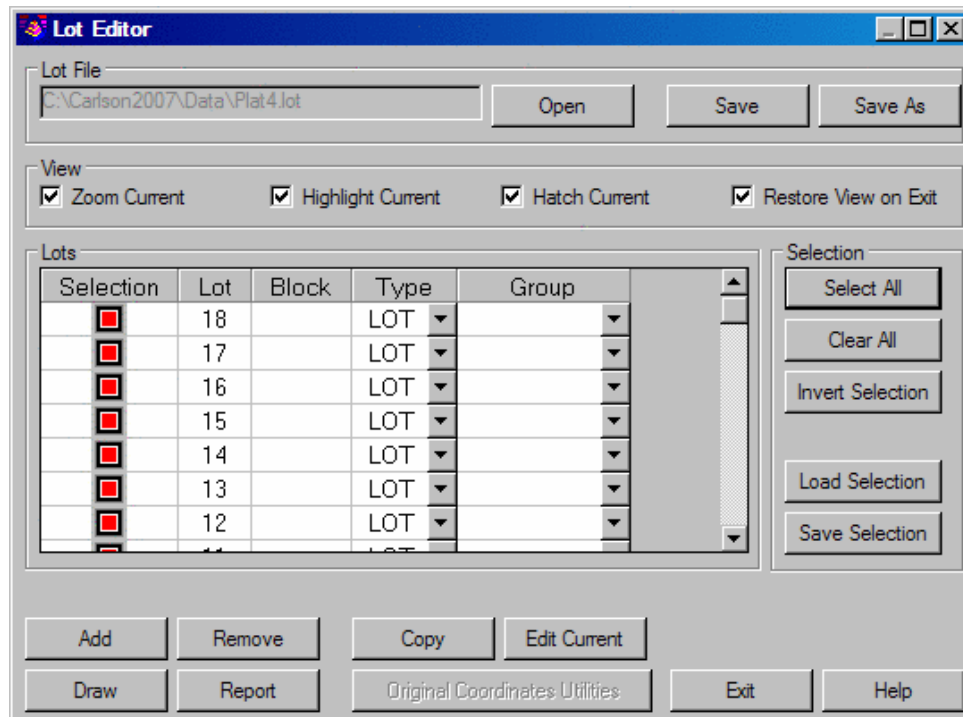 Lot Editor
Lot File
C:\Carlson2007\Data\Plat4.lot
Open
Save
Save As
View
Zoom Current
Highlight Current
Hatch Current
Restore View on Exit
Lots
Selection Lot Block Type Group
18 LOT
17 LOT
16 LOT
15 LOT
14 LOT
13 LOT
12 LOT
Selection
Select All
Clear All
Invert Selection
Load Selection
Save Selection
Add
Remove
Copy
Edit Current
Draw
Report
Original Coordinates Utilities
Exit
Help